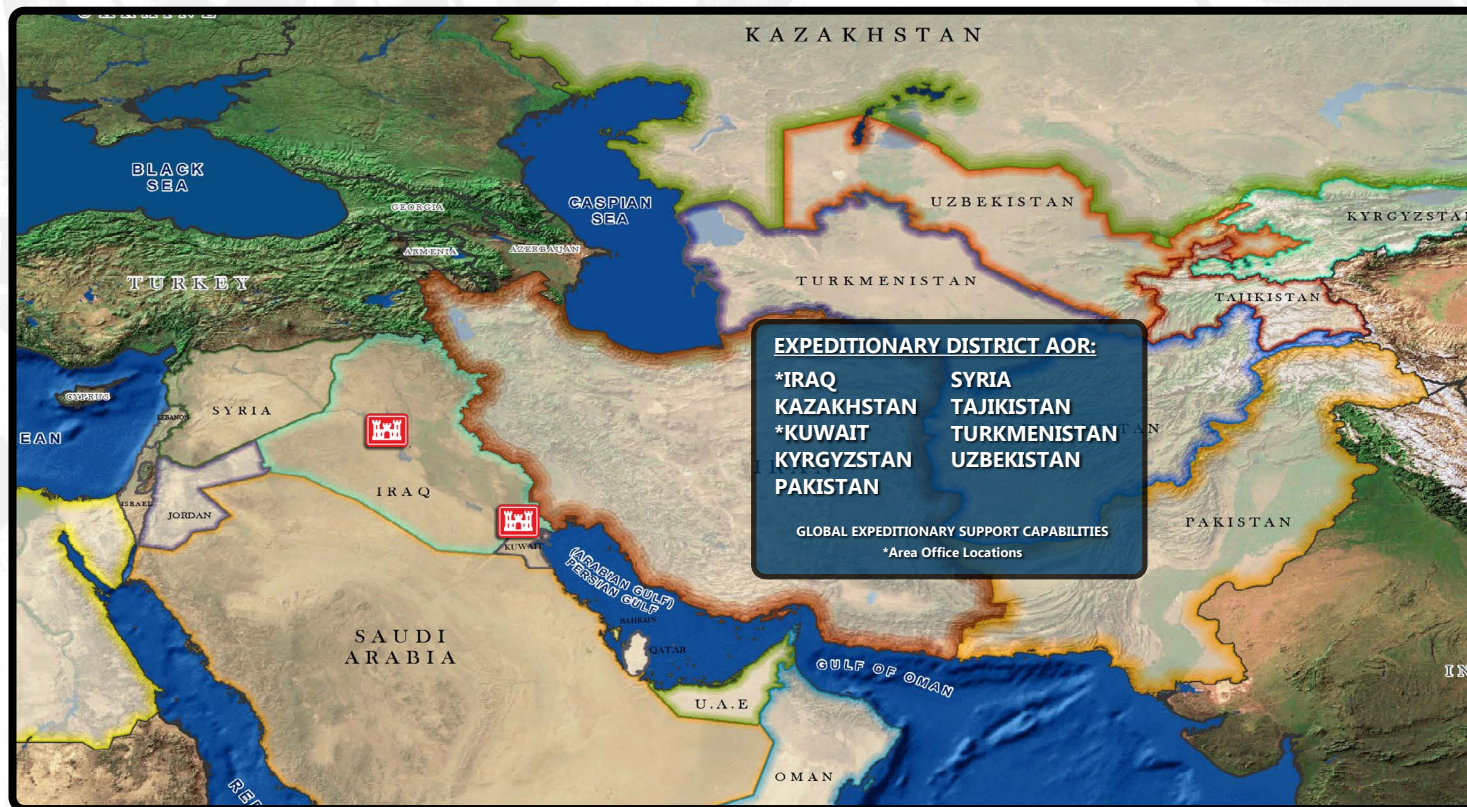 KAZAKHSTAN
BLACK
SEA
GEORGIA
CASPIAN
SEA
UZBEKISTAN
KYRGYZSTAN
ARMENIA
AZERBAIJAN
TURKEY
TURKMENISTAN
TAJIKISTAN
CYPRUS
LEBANON
SYRIA
IRAQ
ISRAEL
JORDAN
KUWAIT
EXPEDITIONARY DISTRICT AOR:
*IRAQ
KAZAKHSTAN
*KUWAIT
KYRGYZSTAN
PAKISTAN
SYRIA
TAJIKISTAN
TURKMENISTAN
UZBEKISTAN
GLOBAL EXPEDITIONARY SUPPORT CAPABILITIES
*Area Office Locations
PAKISTAN
(ARABIAN GULF)
PERSIAN GULF
BAHRAIN
QATAR
SAUDI
ARABIA
GULF OF OMAN
U.A.E
OMAN